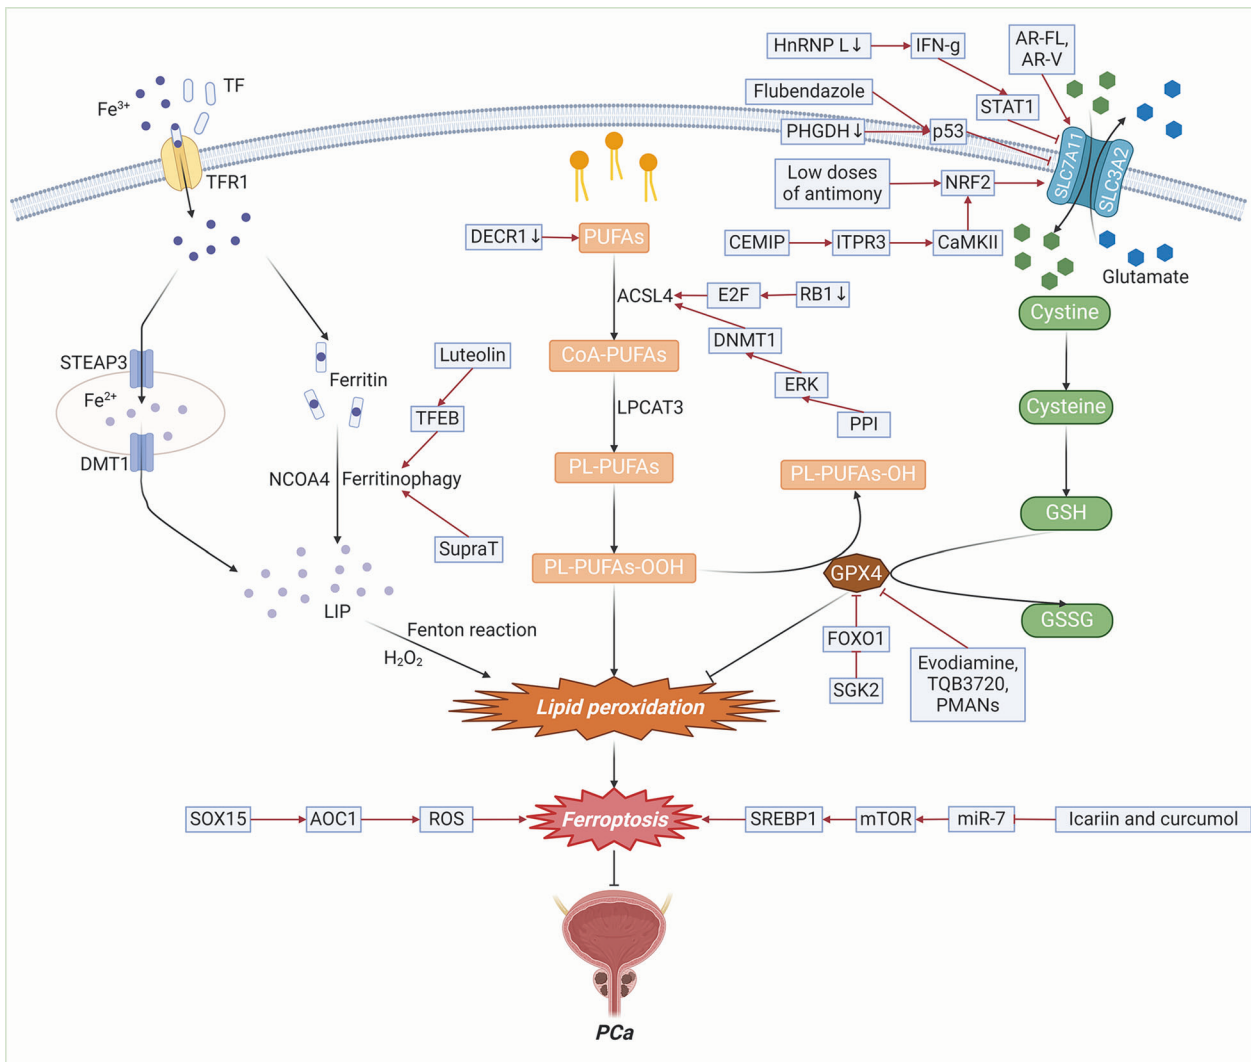 HnRNP L↓
IFN-g
AR-FL,
AR-V
TF
Fe³⁺
Flubendazole
STAT1
PHGDH↓
p53
SLC7A11
SLC3A2
TFR1
Low doses
of antimony
NRF2
DECR1↓
PUFAs
CEMIP
ITPR3
CaMKII
Glutamate
ACSL4
E2F
RB1↓
Cystine
DNMT1
STEAP3
Luteolin
CoA-PUFAs
Ferritin
ERK
Fe²⁺
LPCAT3
Cysteine
TFEB
PPI
DMT1
NCOA4
Ferritinophagy
PL-PUFAs
PL-PUFAs-OH
GSH
SupraT
PL-PUFAs-OOH
GPX4
LIP
GSSG
Fenton reaction
H₂O₂
FOXO1
Evodiamine,
TQB3720,
PMANs
SGK2
Lipid peroxidation
SOX15
AOC1
ROS
Ferroptosis
SREBP1
mTOR
miR-7
Icariin and curcumol
PCa